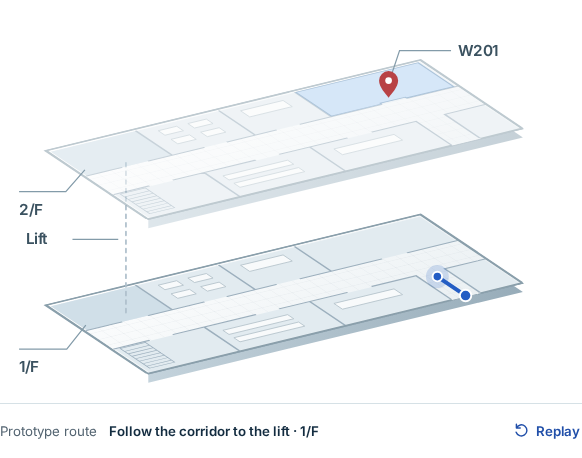 W201
2/F
Lift
1/F
Prototype route Follow the corridor to the lift · 1/F Replay